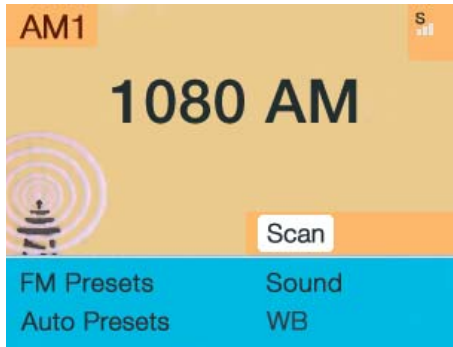 AM1
S
1080 AM
Scan
FM Presets Sound
Auto Presets WB